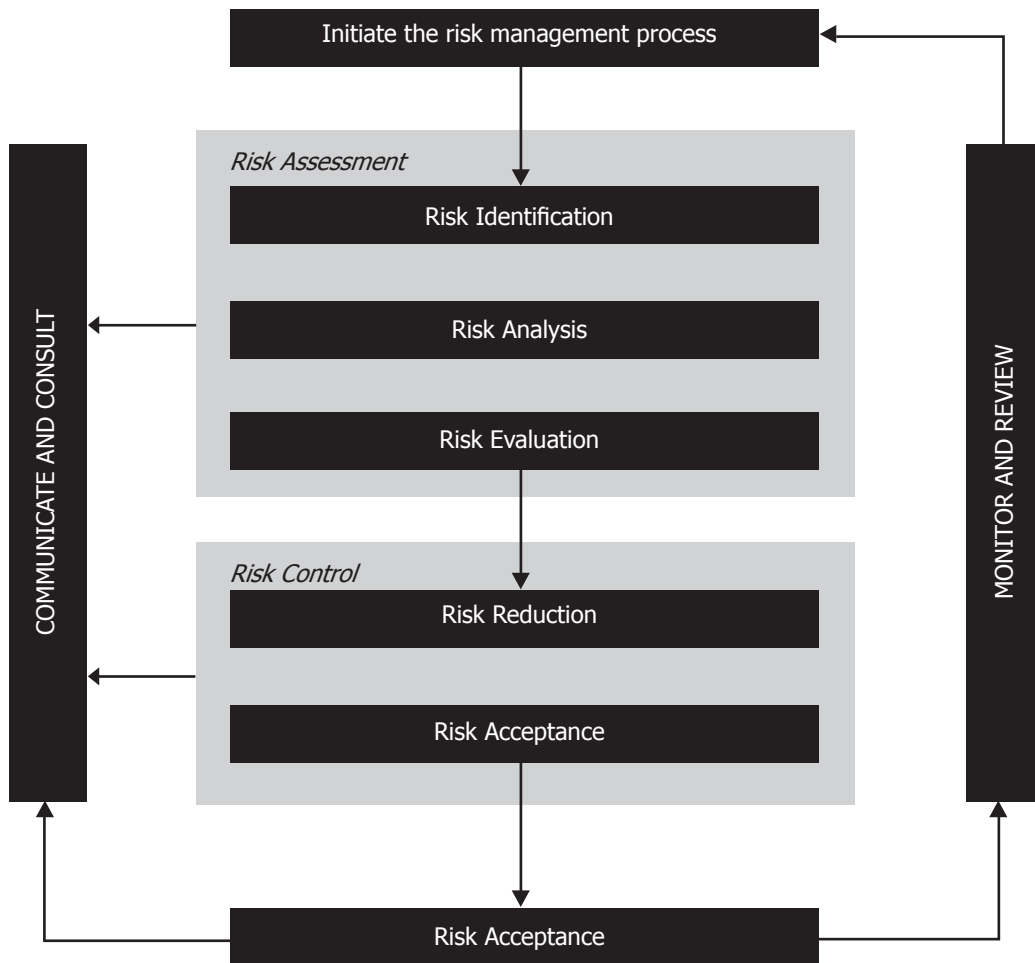 Initiate the risk management process
Risk Assessment
Risk Identification
Risk Analysis
Risk Evaluation
COMMUNICATE AND CONSULT
MONITOR AND REVIEW
Risk Control
Risk Reduction
Risk Acceptance
Risk Acceptance